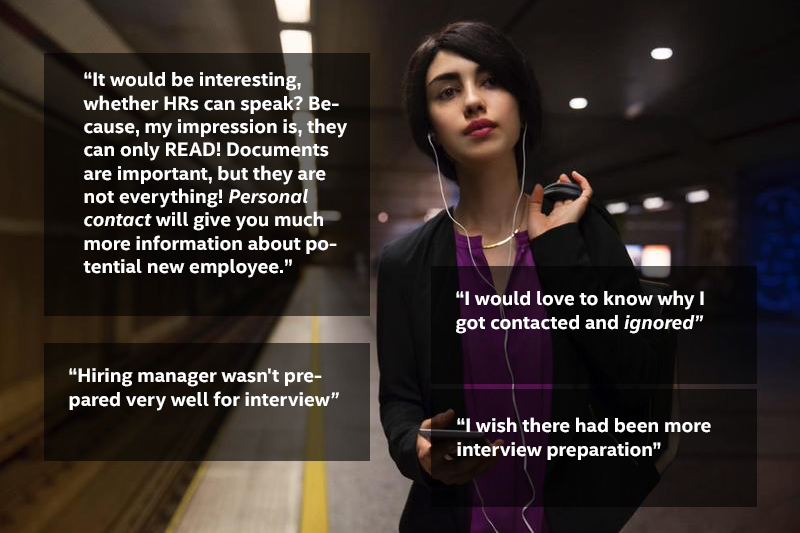 “It would be interesting,
whether HRs can speak? Be-
cause, my impression is, they
can only READ! Documents
are important, but they are
not everything! Personal
contact will give you much
more information about po-
tential new employee.”
“Hiring manager wasn't pre-
pared very well for interview”
“I would love to know why I
got contacted and ignored”
“I wish there had been more
interview preparation”